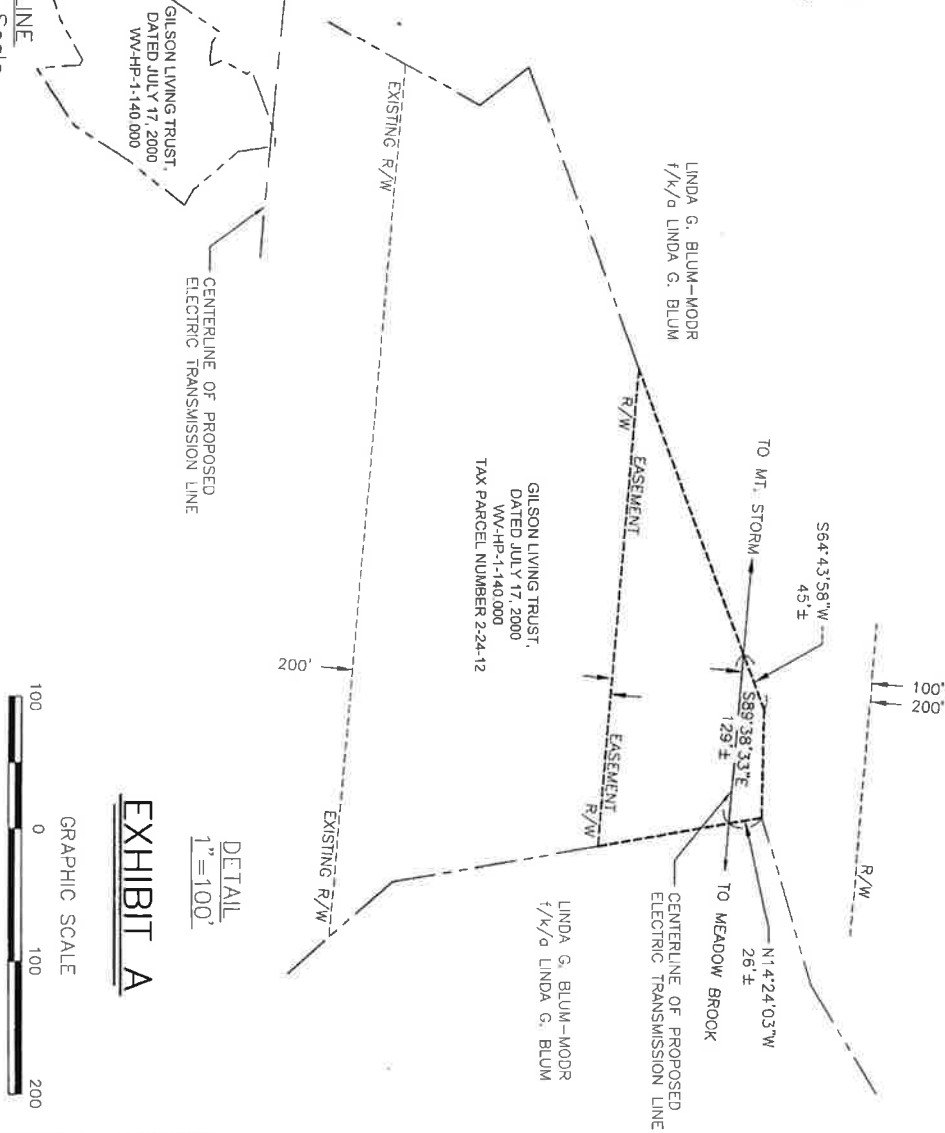 LINE
GILSON LIVING TRUST,
DATED JULY 17, 2000
WV-HP-1-140.000
CENTERLINE OF PROPOSED
ELECTRIC TRANSMISSION LINE
EXISTING R/W
LINDA G. BLUM-MODR
f/k/a LINDA G. BLUM
R/W
EASEMENT
TO MT. STORM
S64°43'58"W
45'±
100'
200'
R/W
S89°38'33"E
129'±
GILSON LIVING TRUST,
DATED JULY 17, 2000
WV-HP-1-140.000
TAX PARCEL NUMBER 2-24-12
200'
EASEMENT
R/W
EXISTING R/W
N14°24'03"W
26'±
TO MEADOW BROOK
CENTERLINE OF PROPOSED
ELECTRIC TRANSMISSION LINE
LINDA G. BLUM-MODR
f/k/a LINDA G. BLUM
DETAIL
1"=100'
EXHIBIT A
GRAPHIC SCALE
100 0 100 200